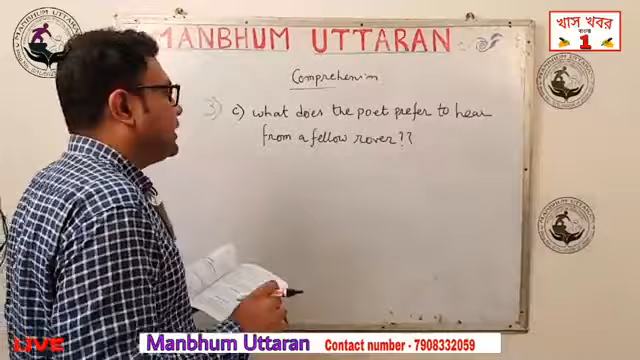 MANBHUM UTTARAN
খাস খবর
বাংলা
1
Comprehension
3) c) what does the poet prefer to hear
from a fellow rover??
LIVE
Manbhum Uttaran Contact number - 7908332059